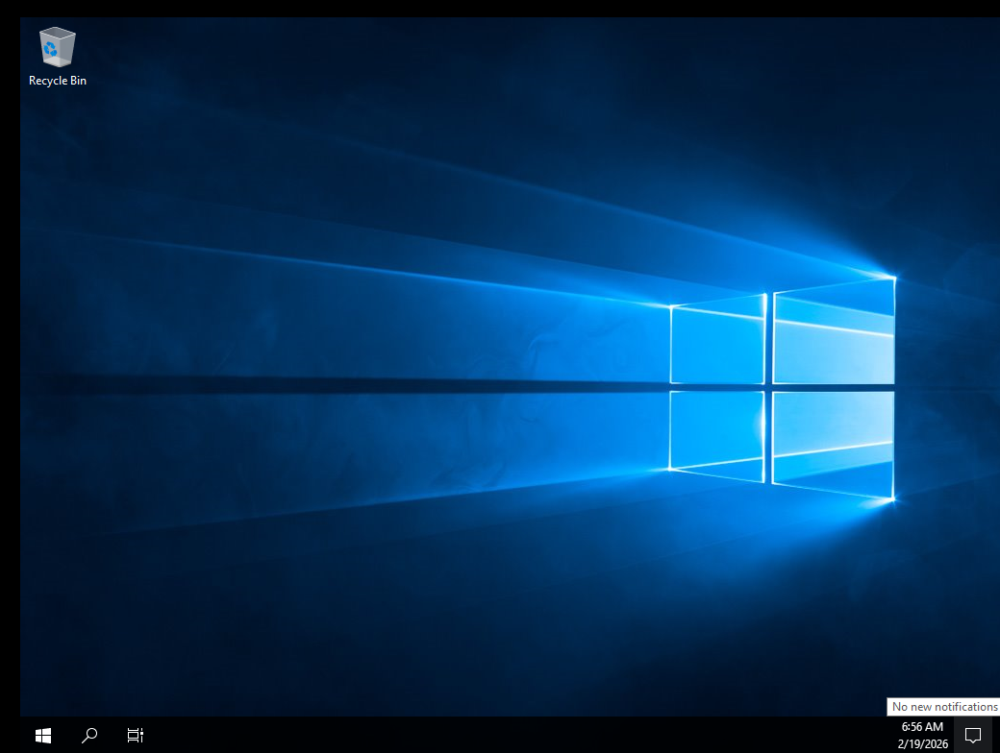 Recycle Bin
No new notifications
6:56 AM
2/19/2026